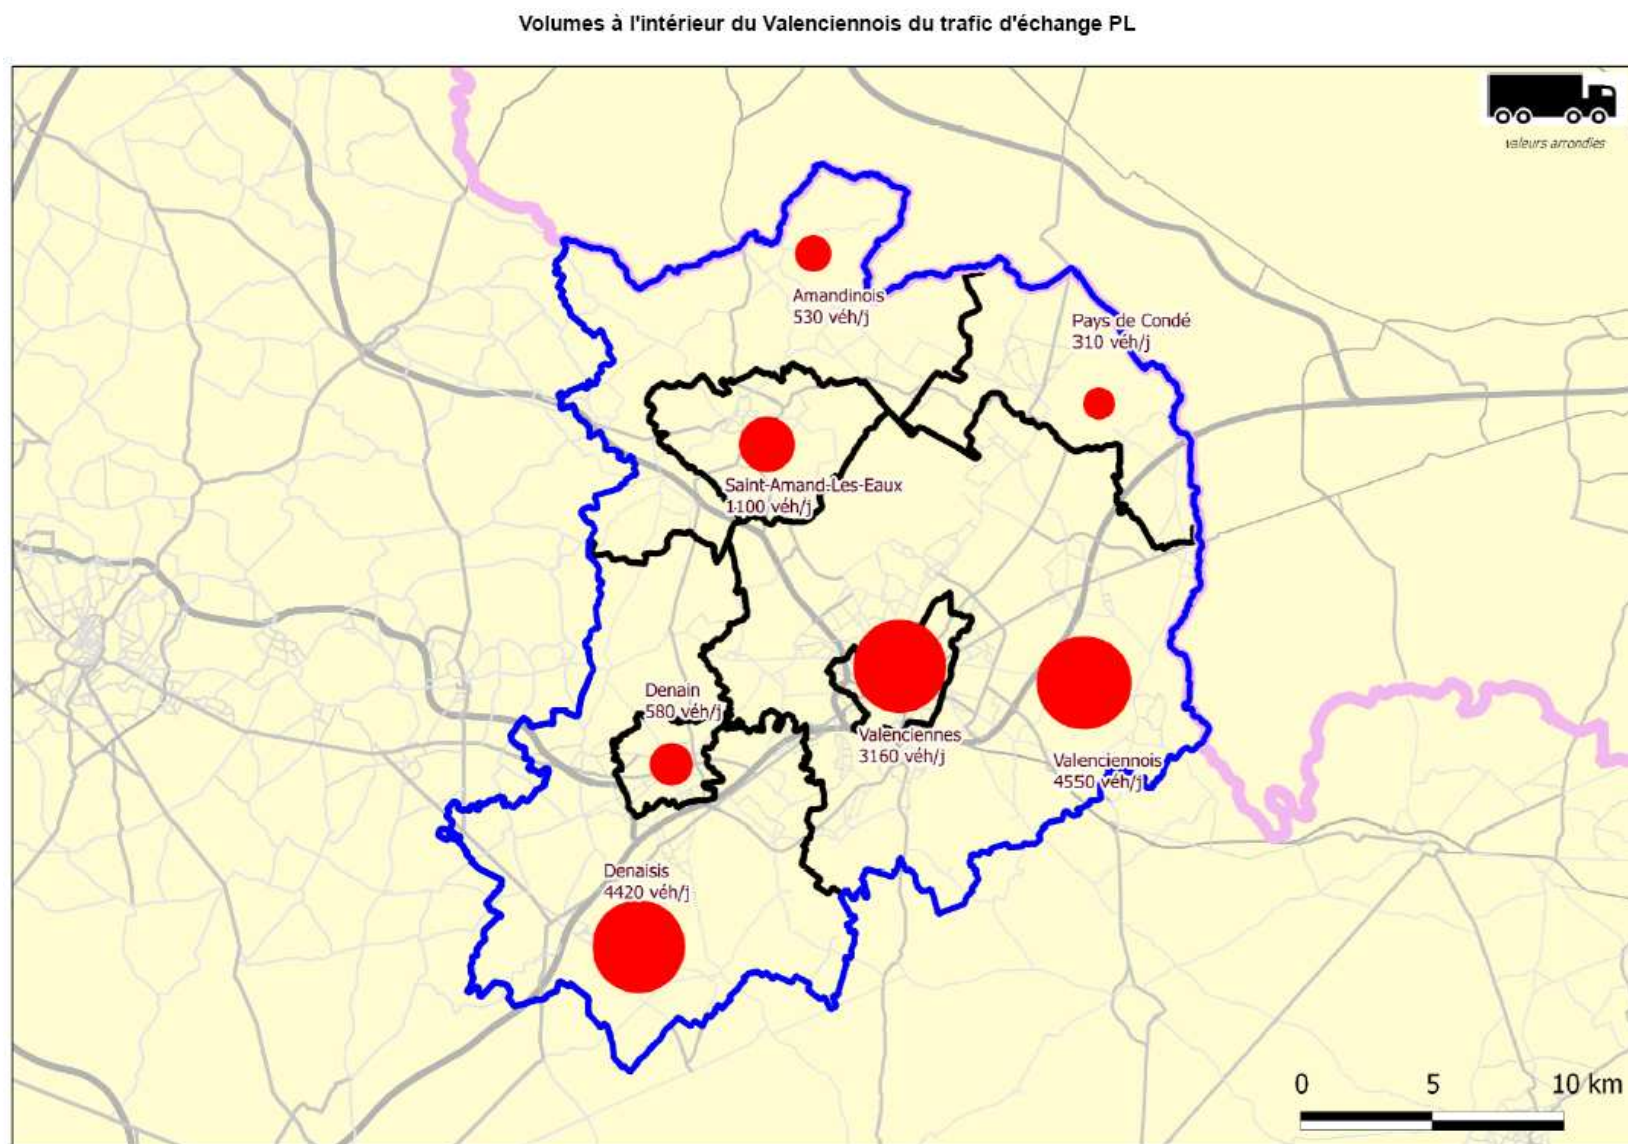 Volumes à l'intérieur du Valenciennois du trafic d'échange PL
valeurs arrondies
Amandinois
530 véh/j
Pays de Condé
310 véh/j
Saint-Amand-Les-Eaux
1100 véh/j
Denain
580 véh/j
Valenciennes
3160 véh/j
Valenciennois
4550 véh/j
Denaisis
4420 véh/j
0 5 10 km